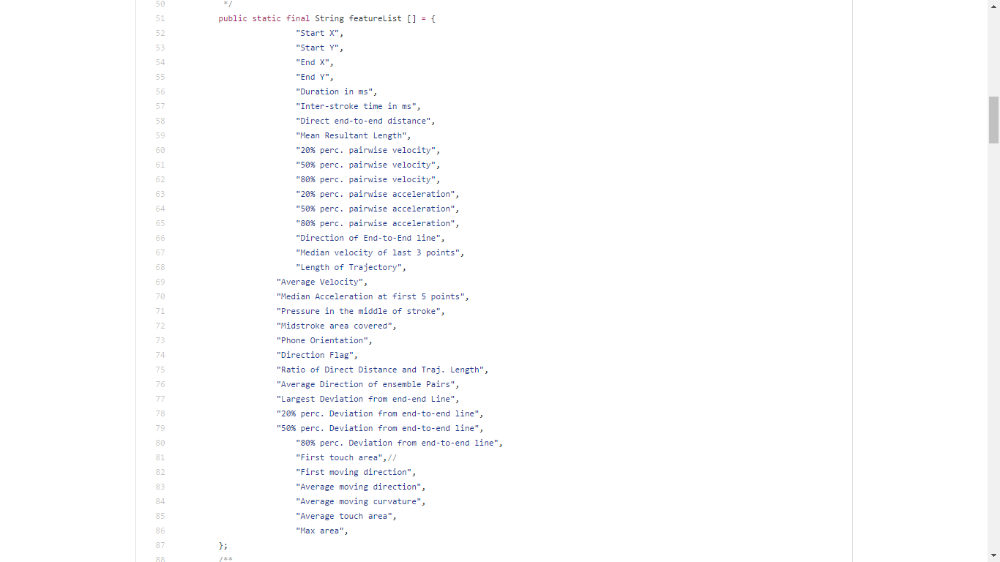 50 */
51 public static final String featureList [] = {
52 "Start X",
53 "Start Y",
54 "End X",
55 "End Y",
56 "Duration in ms",
57 "Inter-stroke time in ms",
58 "Direct end-to-end distance",
59 "Mean Resultant Length",
60 "20% perc. pairwise velocity",
61 "50% perc. pairwise velocity",
62 "80% perc. pairwise velocity",
63 "20% perc. pairwise acceleration",
64 "50% perc. pairwise acceleration",
65 "80% perc. pairwise acceleration",
66 "Direction of End-to-End line",
67 "Median velocity of last 3 points",
68 "Length of Trajectory",
69 "Average Velocity",
70 "Median Acceleration at first 5 points",
71 "Pressure in the middle of stroke",
72 "Midstroke area covered",
73 "Phone Orientation",
74 "Direction Flag",
75 "Ratio of Direct Distance and Traj. Length",
76 "Average Direction of ensemble Pairs",
77 "Largest Deviation from end-end Line",
78 "20% perc. Deviation from end-to-end line",
79 "50% perc. Deviation from end-to-end line",
80 "80% perc. Deviation from end-to-end line",
81 "First touch area",//
82 "First moving direction",
83 "Average moving direction",
84 "Average moving curvature",
85 "Average touch area",
86 "Max area",
87 };
88 /**